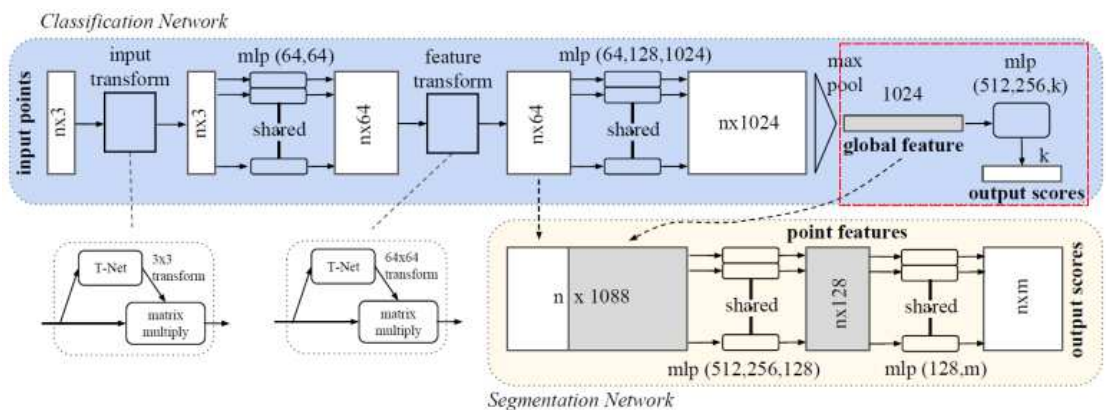 Classification Network
input points
nx3
input
transform
nx3
mlp (64,64)
shared
nx64
feature
transform
nx64
mlp (64,128,1024)
shared
nx1024
max
pool
1024
global feature
mlp
(512,256,k)
k
output scores
T-Net
3x3
transform
matrix
multiply
T-Net
64x64
transform
matrix
multiply
point features
n x 1088
shared
mlp (512,256,128)
nx128
shared
mlp (128,m)
nxm
output scores
Segmentation Network